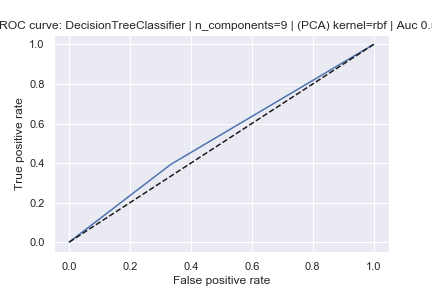 ROC curve: DecisionTreeClassifier | n_components=9 | (PCA) kernel=rbf | Auc
1.0
0.8
0.6
0.4
0.2
0.0
True positive rate
0.0 0.2 0.4 0.6 0.8 1.0
False positive rate